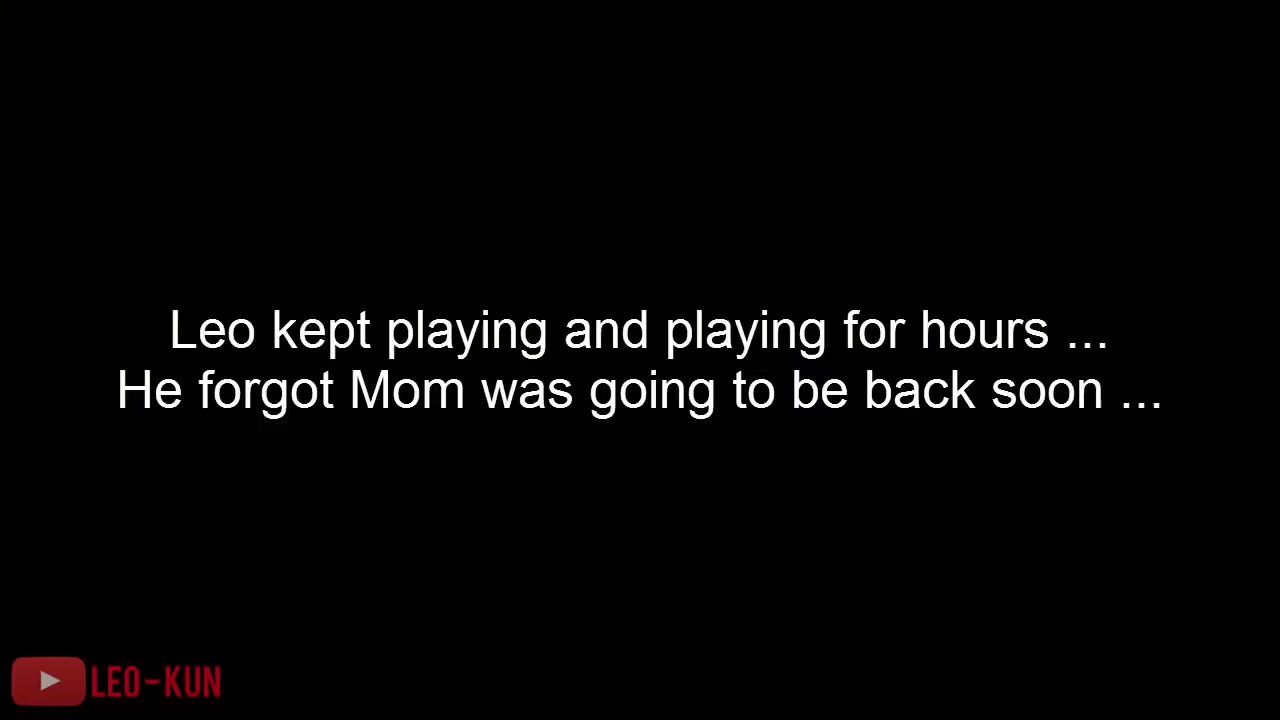 Leo kept playing and playing for hours ...
He forgot Mom was going to be back soon ...
LEO-KUN